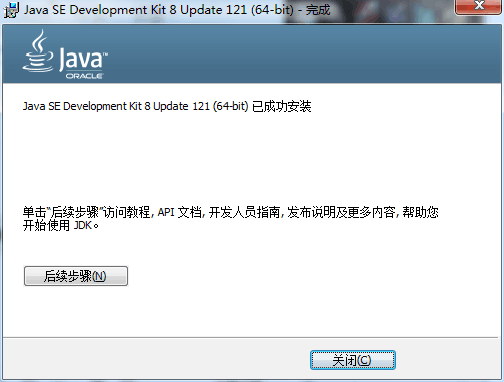 Java SE Development Kit 8 Update 121 (64-bit) - 完成
Java™
ORACLE
Java SE Development Kit 8 Update 121 (64-bit) 已成功安装
单击“后续步骤”访问教程, API 文档, 开发人员指南, 发布说明及更多内容, 帮助您
开始使用 JDK。
后续步骤(N)
关闭(C)